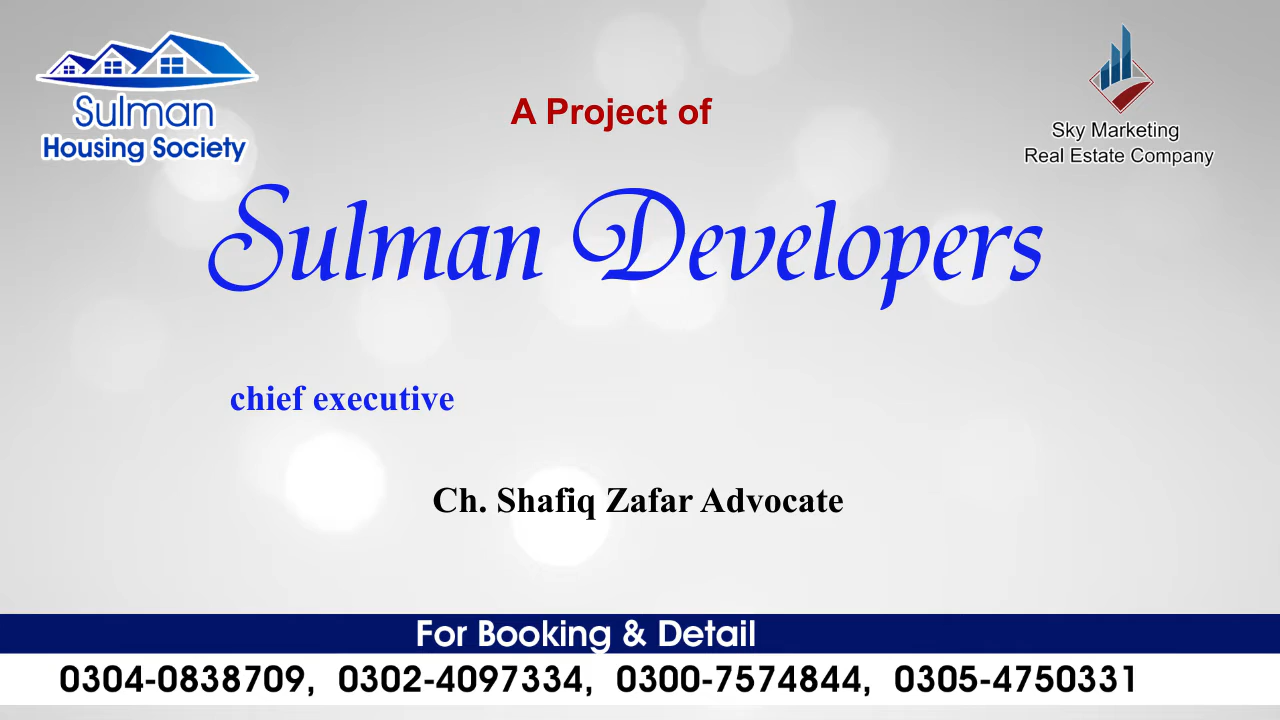 Sulman
Housing Society
A Project of
Sky Marketing
Real Estate Company
Sulman Developers
chief executive
Ch. Shafiq Zafar Advocate
For Booking & Detail
0304-0838709, 0302-4097334, 0300-7574844, 0305-4750331